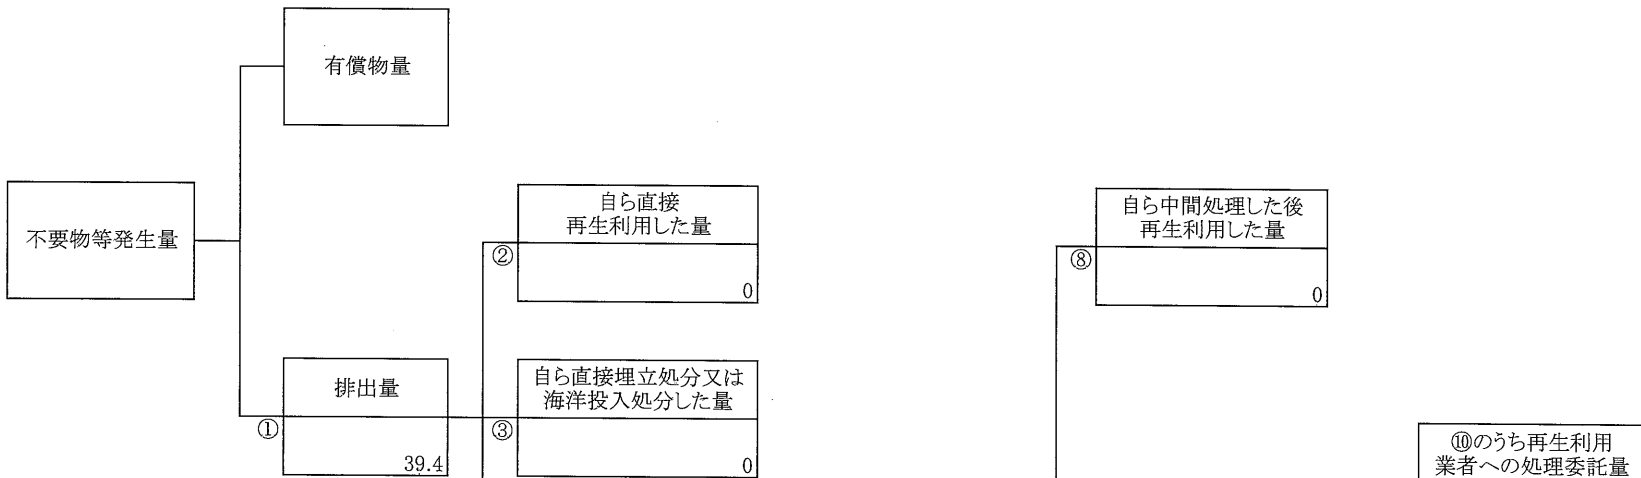 有償物量
不要物等発生量
自ら直接
再生利用した量
②
0
自ら中間処理した後
再生利用した量
⑧
0
排出量
①
39.4
自ら直接埋立処分又は
海洋投入処分した量
③
0
⑩のうち再生利用
業者への処理委託量